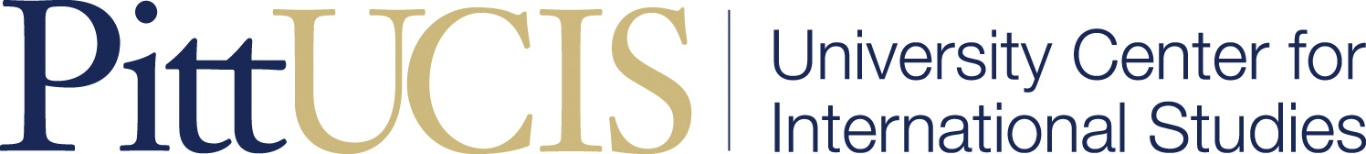 PittUCIS
University Center for
International Studies